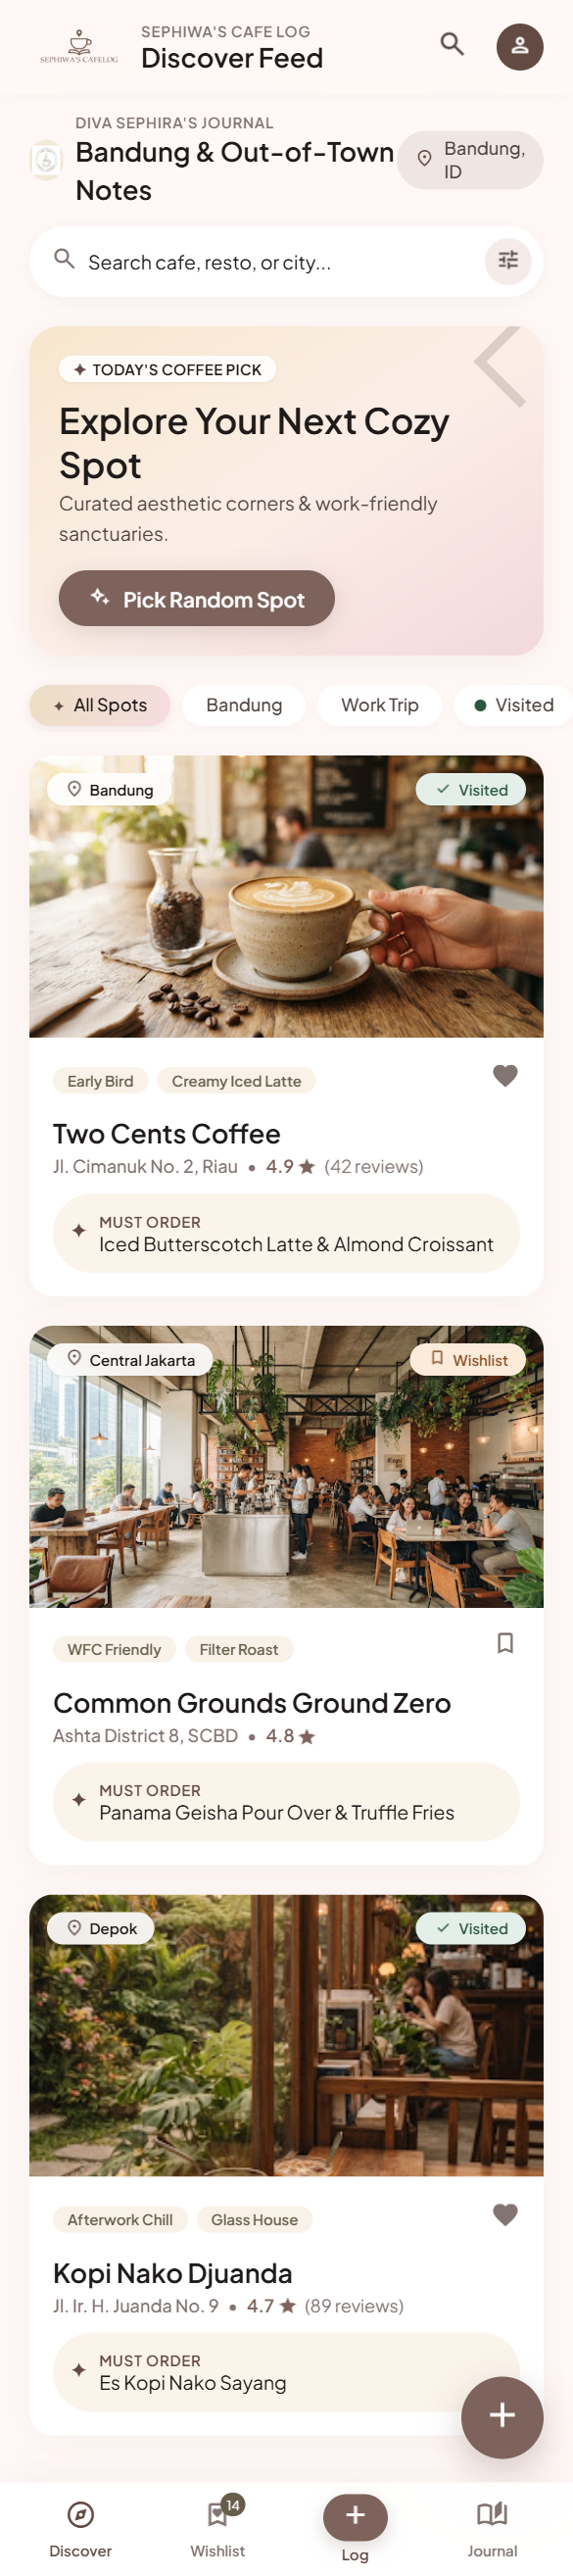 SEPHIWA'S CAFELOG
SEPHIWA'S CAFE LOG
Discover Feed
DIVA SEPHIRA'S JOURNAL
Bandung & Out-of-Town
Notes
Bandung,
ID
Search cafe, resto, or city...
TODAY'S COFFEE PICK
Explore Your Next Cozy
Spot
Curated aesthetic corners & work-friendly
sanctuaries.
Pick Random Spot
All Spots
Bandung
Work Trip
Visited
Bandung
Visited
Early Bird
Creamy Iced Latte
Two Cents Coffee
Jl. Cimanuk No. 2, Riau • 4.9 ★ (42 reviews)
MUST ORDER
Iced Butterscotch Latte & Almond Croissant
Central Jakarta
Wishlist
Kopi
WFC Friendly
Filter Roast
Common Grounds Ground Zero
Ashta District 8, SCBD • 4.8 ★
MUST ORDER
Panama Geisha Pour Over & Truffle Fries
Depok
Visited
Afterwork Chill
Glass House
Kopi Nako Djuanda
Jl. Ir. H. Juanda No. 9 • 4.7 ★ (89 reviews)
MUST ORDER
Es Kopi Nako Sayang
14
Discover
Wishlist
Log
Journal